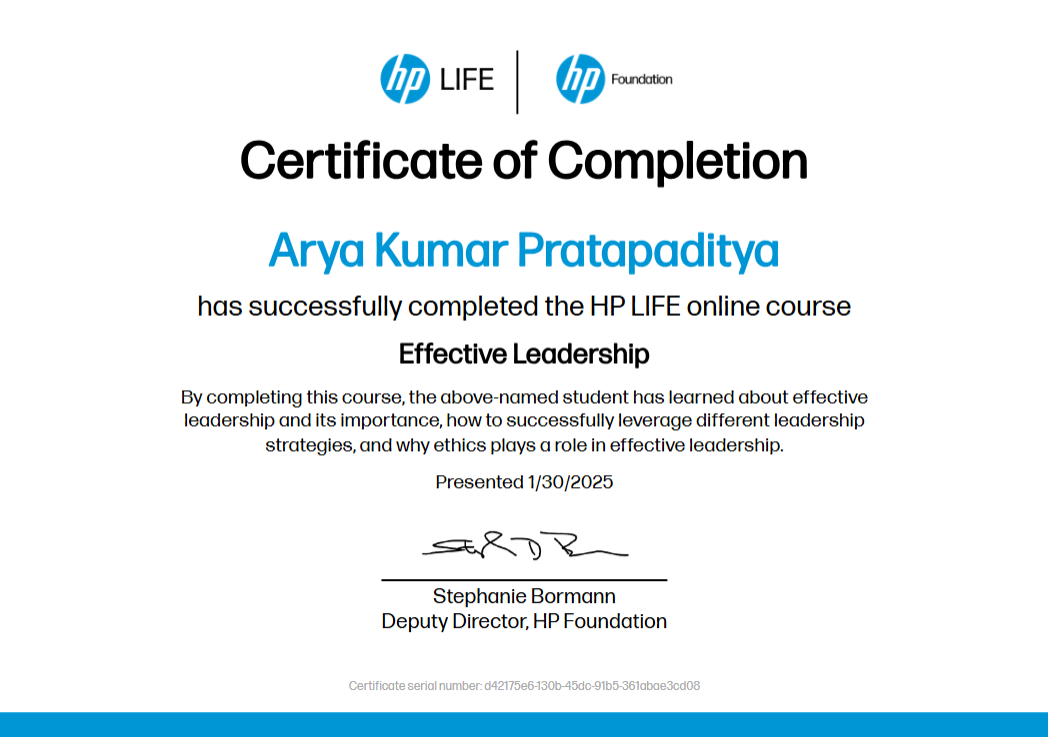 hp LIFE
hp Foundation
Certificate of Completion
Arya Kumar Pratapaditya
has successfully completed the HP LIFE online course
Effective Leadership
By completing this course, the above-named student has learned about effective
leadership and its importance, how to successfully leverage different leadership
strategies, and why ethics plays a role in effective leadership.
Presented 1/30/2025
Stephanie Bormann
Deputy Director, HP Foundation
Certificate serial number: d42175e6-130b-45dc-91b5-361abae3cd08